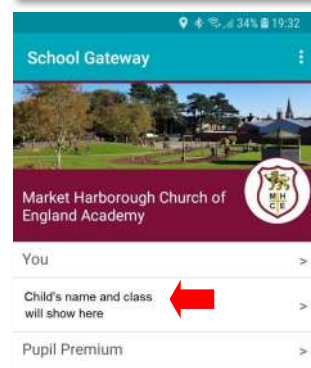 34% 19:32
School Gateway
Market Harborough Church of
England Academy
M H
C E
You
Child's name and class
will show here
Pupil Premium